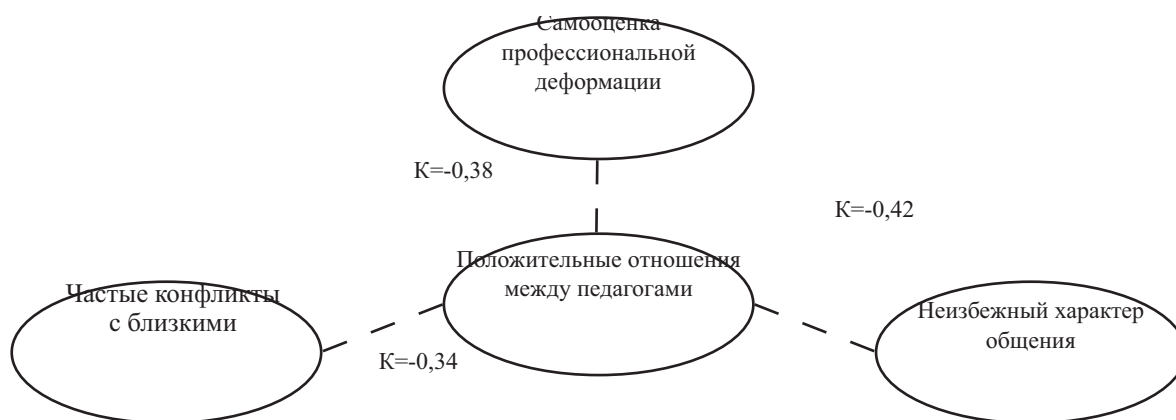 Самооценка
профессиональной
деформации
К=-0,38
К=-0,42
Положительные отношения
между педагогами
Частые конфликты
с близкими
Неизбежный характер
общения
К=-0,34